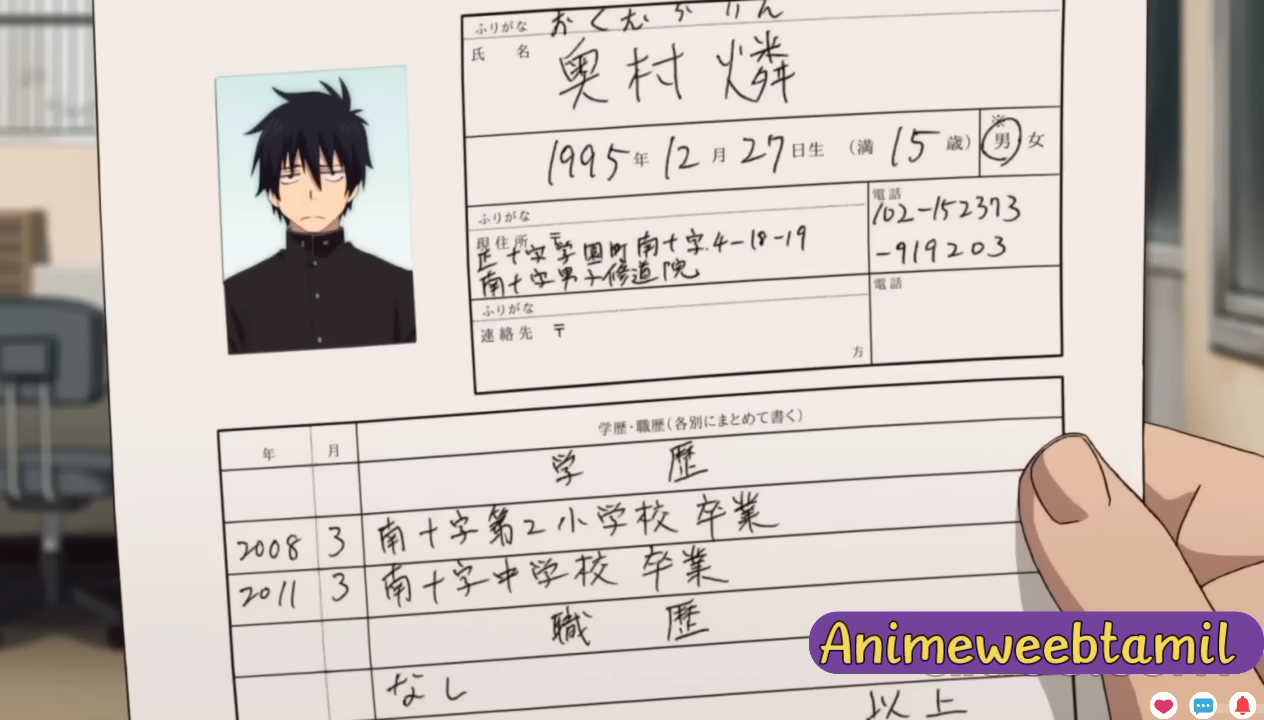 ふりがな おくむらりん
氏 名 奥村 燐
1995年 12月 27日生 (満 15 歳) ※ 男 女
ふりがな
現住所 〒
正十字学園町南十字4-18-19
南十字男子修道院
電話
102-152373
-919203
ふりがな
連絡先 〒
方
電話
年 月 学歴・職歴(各別にまとめて書く)
学 歴
2008 3 南十字第2小学校 卒業
2011 3 南十字中学校 卒業
職 歴
なし
以上
Animeweebtamil